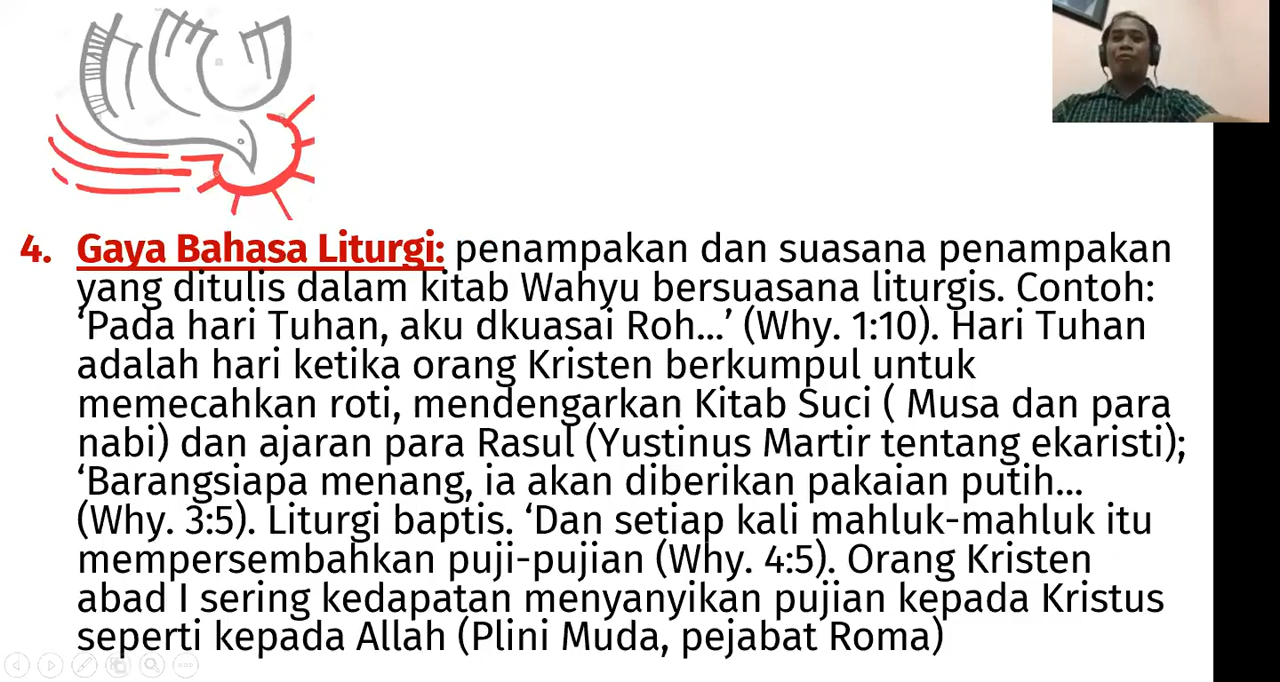 4. Gaya Bahasa Liturgi: penampakan dan suasana penampakan
yang ditulis dalam kitab Wahyu bersuasana liturgis. Contoh:
‘Pada hari Tuhan, aku dkuasai Roh...’ (Why. 1:10). Hari Tuhan
adalah hari ketika orang Kristen berkumpul untuk
memecahkan roti, mendengarkan Kitab Suci ( Musa dan para
nabi) dan ajaran para Rasul (Yustinus Martir tentang ekaristi);
‘Barangsiapa menang, ia akan diberikan pakaian putih...
(Why. 3:5). Liturgi baptis. ‘Dan setiap kali mahluk-mahluk itu
mempersembahkan puji-pujian (Why. 4:5). Orang Kristen
abad I sering kedapatan menyanyikan pujian kepada Kristus
seperti kepada Allah (Plini Muda, pejabat Roma)